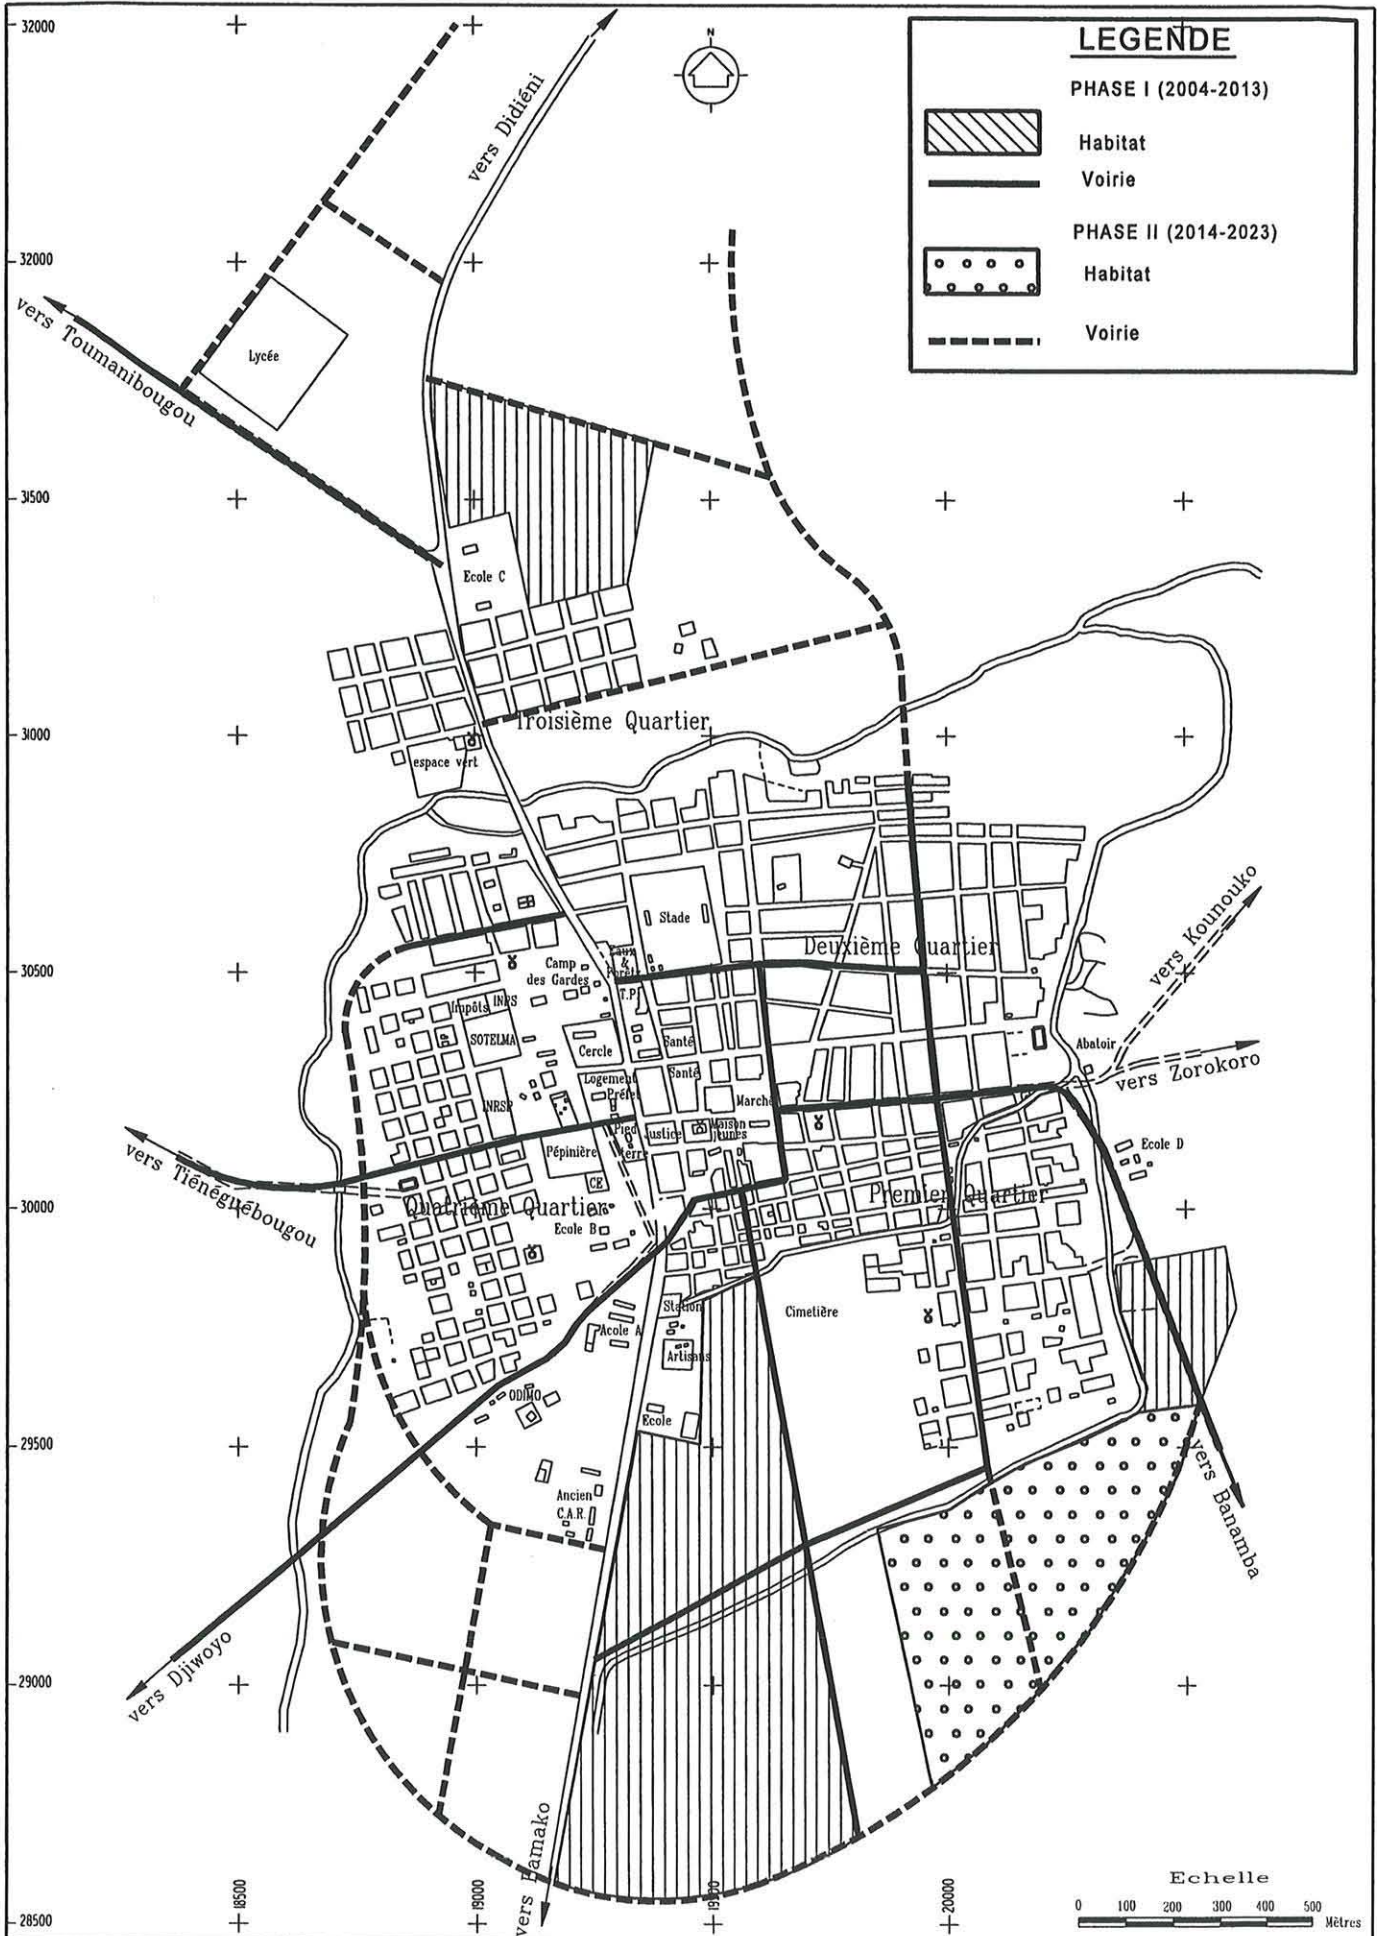 32000
N
LEGENDE
PHASE I (2004-2013)
Habitat
Voirie
PHASE II (2014-2023)
Habitat
Voirie
vers Didiéni
32000
vers Toumanibougou
Lycée
31500
Ecole C
31000
Troisième Quartier
espace vert
Stade
Deuxième Quartier
vers Kounouko
30500
Eaux
&
Forêts
Camp
des Gardes
T.P.
Impôts
INPS
SOTELMA
Cercle
Santé
Abatoir
vers Zorokoro
Logement
Préfet
Santé
INRSP
Marché
Pied
terre
Justice
Maison
jeunes
Ecole D
Pépinière
CE
vers Tiénéguébougou
30000
Quatrième Quartier
Premier Quartier
Ecole B
Station
Cimetière
Acole A
Artisans
ODIMO
Ecole
29500
vers Banamba
Ancien
C.A.R.
vers Djiwoyo
29000
vers Bamako
Echelle
18500
19000
19500
20000
28500
0 100 200 300 400 500
Mètres